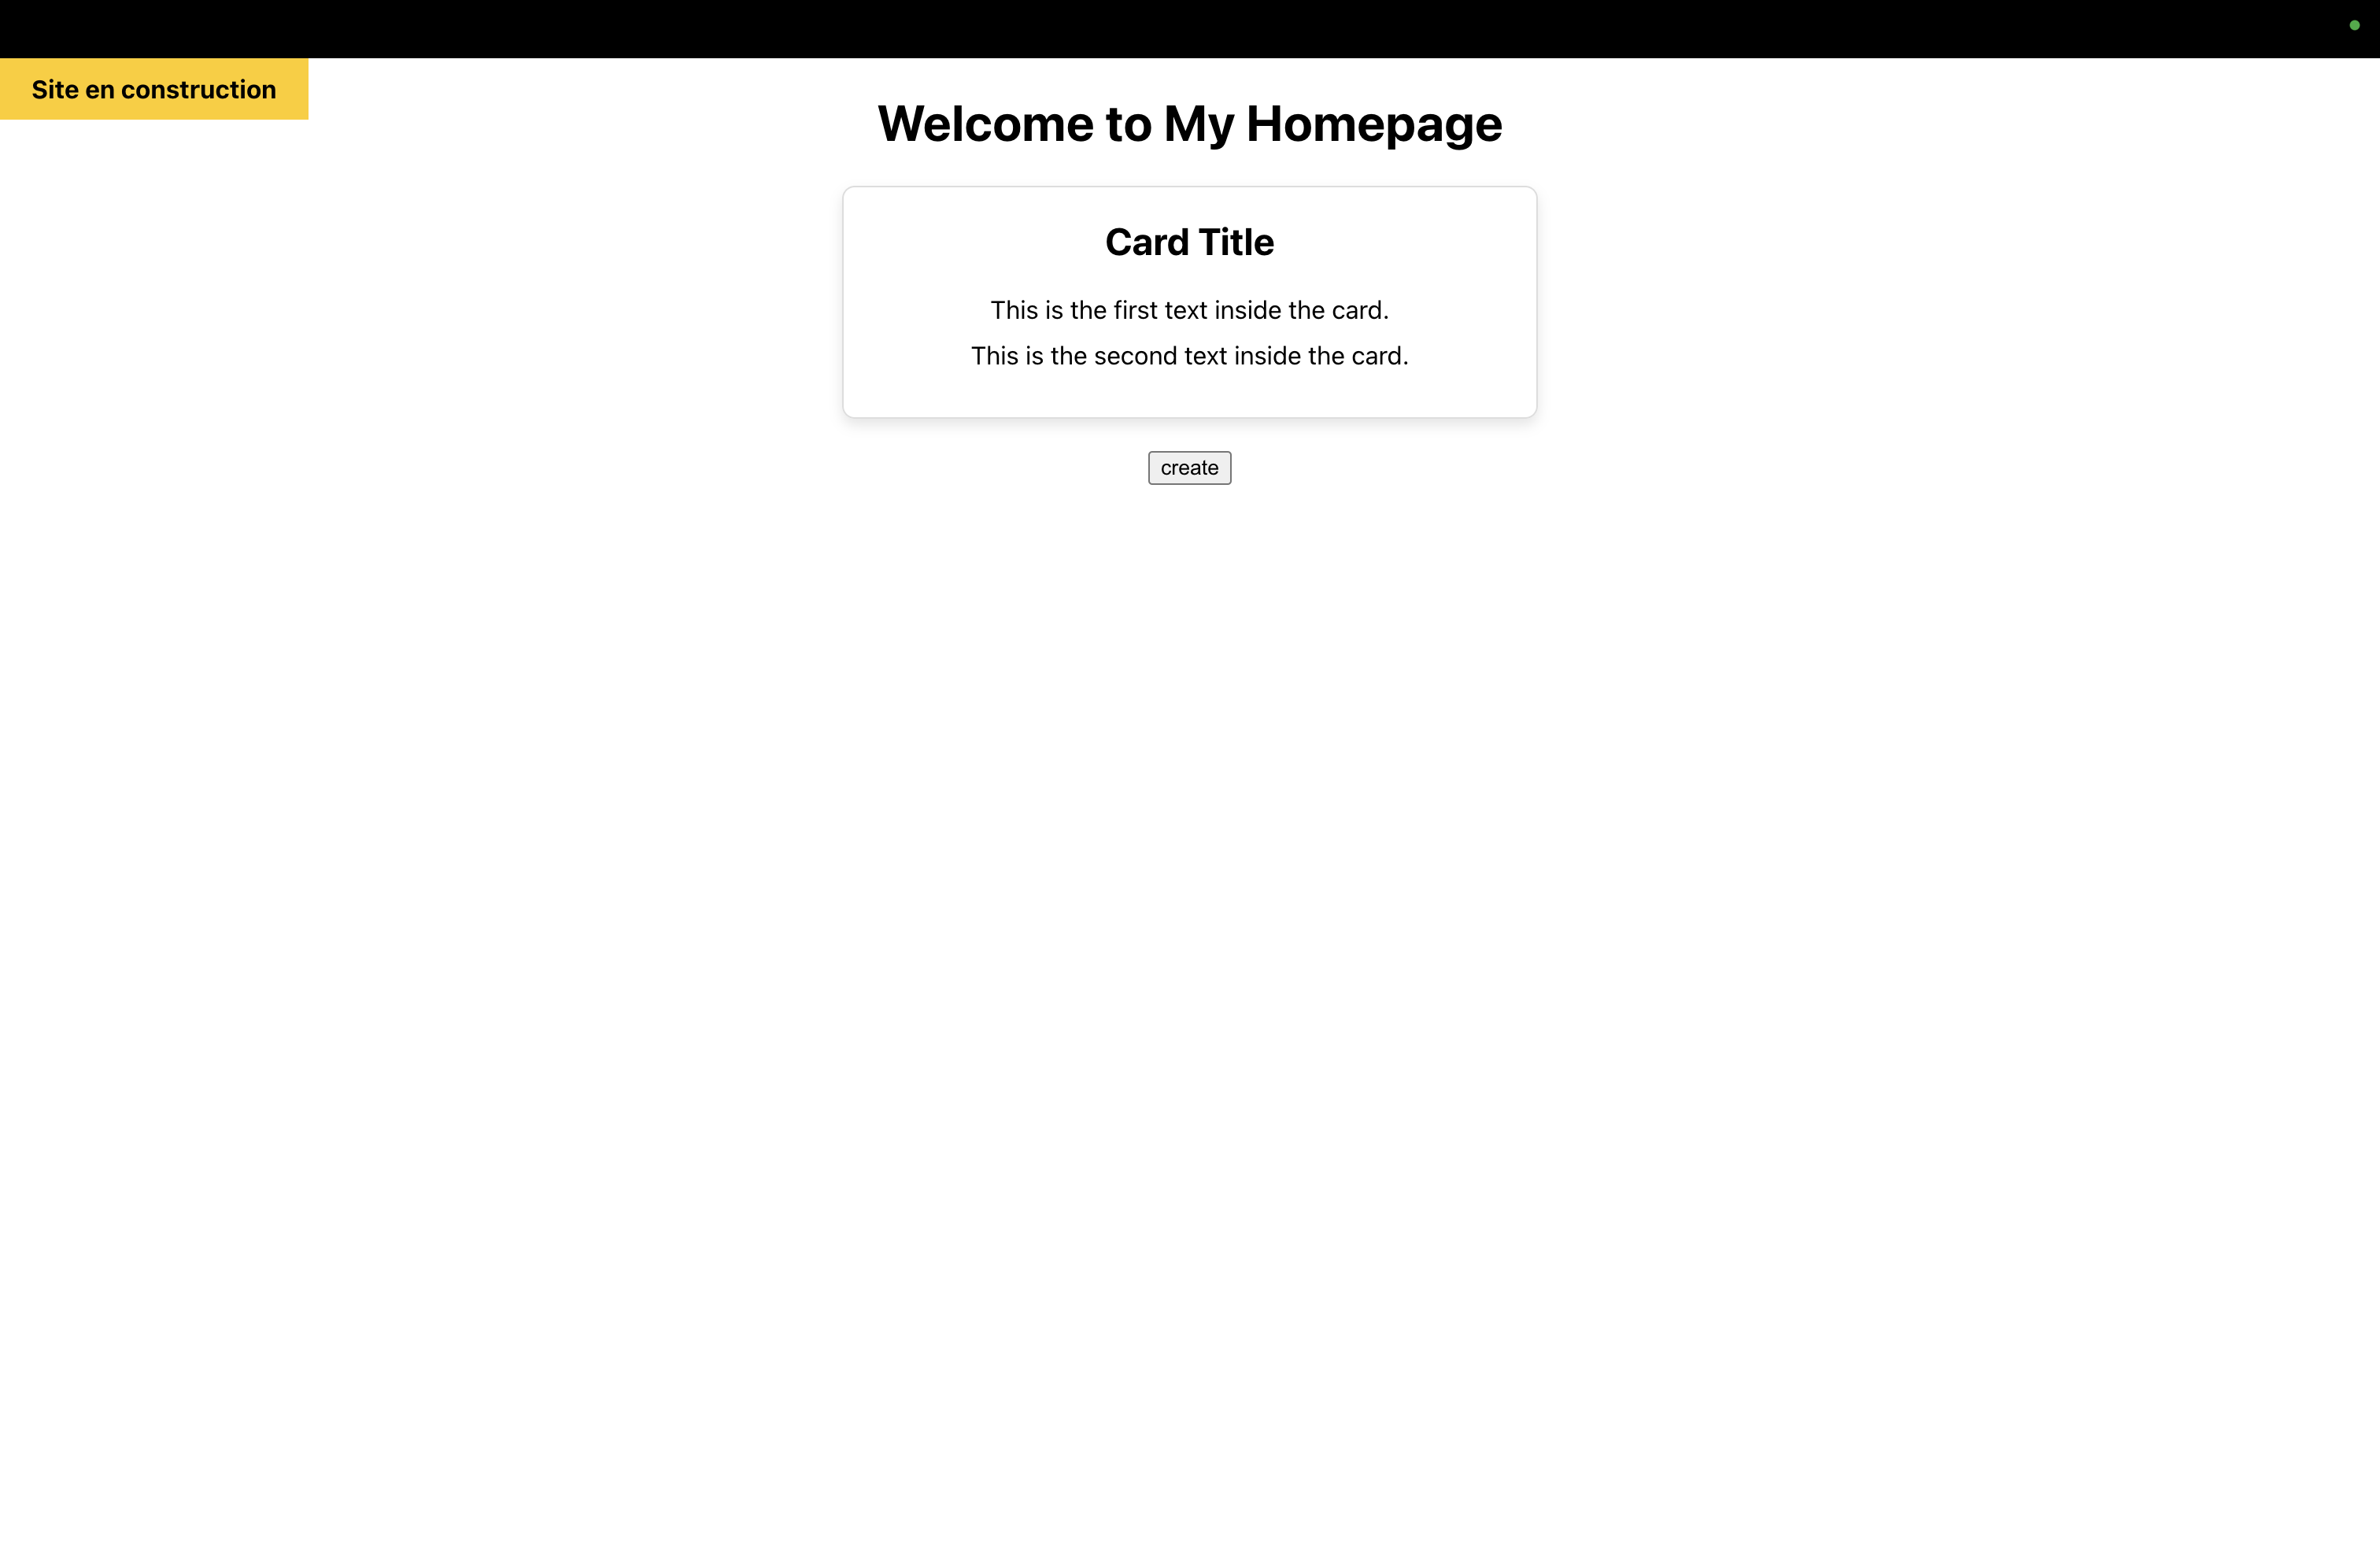 Site en construction
Welcome to My Homepage
Card Title
This is the first text inside the card.
This is the second text inside the card.
create